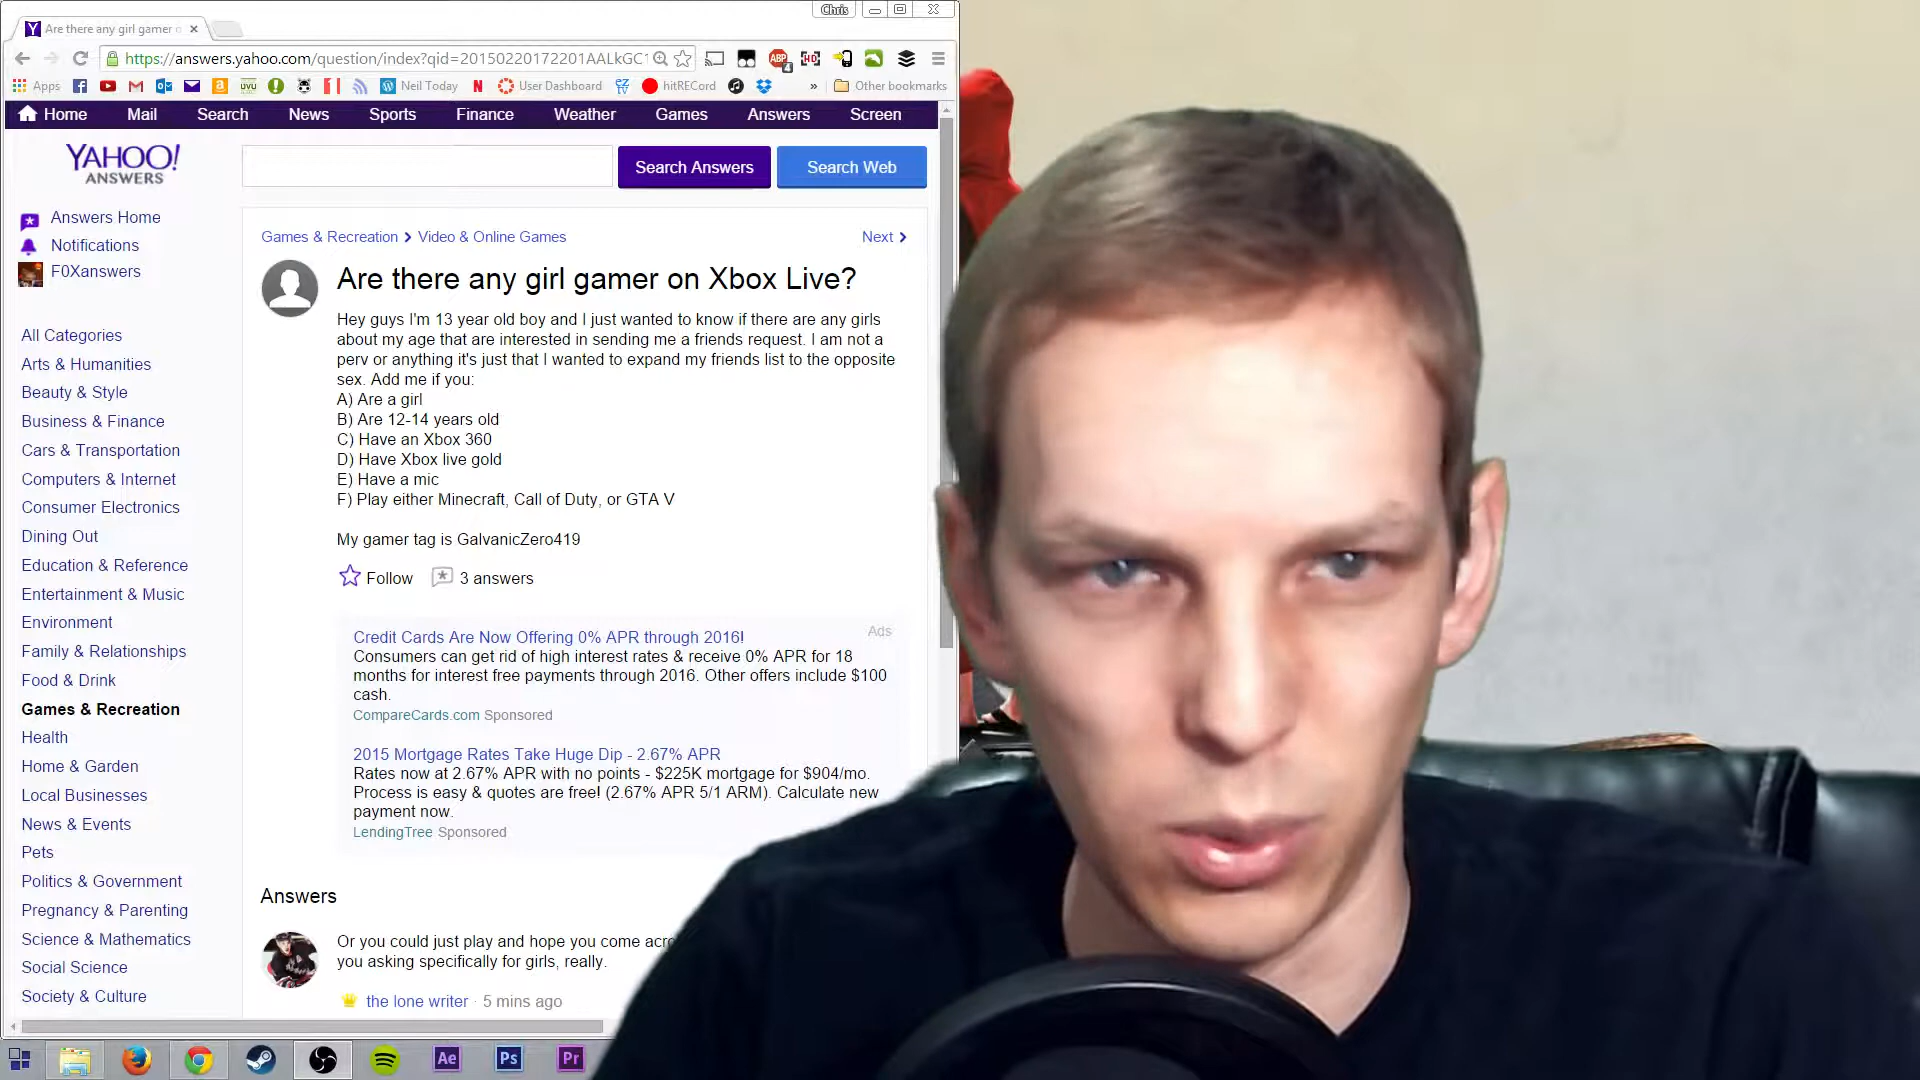 Chris
Are there any girl gamer o
https://answers.yahoo.com/question/index?qid=20150220172201AALkGC1
ABP
4
Apps
uvu
Neil Today
N
User Dashboard
hitRECord
»
Other bookmarks
Home Mail Search News Sports Finance Weather Games Answers Screen
YAHOO!
ANSWERS
Search Answers
Search Web
Answers Home
Notifications
F0Xanswers
All Categories
Arts & Humanities
Beauty & Style
Business & Finance
Cars & Transportation
Computers & Internet
Consumer Electronics
Dining Out
Education & Reference
Entertainment & Music
Environment
Family & Relationships
Food & Drink
Games & Recreation
Health
Home & Garden
Local Businesses
News & Events
Pets
Politics & Government
Pregnancy & Parenting
Science & Mathematics
Social Science
Society & Culture
Games & Recreation > Video & Online Games
Next >
Are there any girl gamer on Xbox Live?
Hey guys I'm 13 year old boy and I just wanted to know if there are any girls
about my age that are interested in sending me a friends request. I am not a
perv or anything it's just that I wanted to expand my friends list to the opposite
sex. Add me if you:
A) Are a girl
B) Are 12-14 years old
C) Have an Xbox 360
D) Have Xbox live gold
E) Have a mic
F) Play either Minecraft, Call of Duty, or GTA V
My gamer tag is GalvanicZero419
Follow 3 answers
Ads
Credit Cards Are Now Offering 0% APR through 2016!
Consumers can get rid of high interest rates & receive 0% APR for 18
months for interest free payments through 2016. Other offers include $100
cash.
CompareCards.com Sponsored
2015 Mortgage Rates Take Huge Dip - 2.67% APR
Rates now at 2.67% APR with no points - $225K mortgage for $904/mo.
Process is easy & quotes are free! (2.67% APR 5/1 ARM). Calculate new
payment now.
LendingTree Sponsored
Answers
Or you could just play and hope you come acro
you asking specifically for girls, really.
the lone writer · 5 mins ago
Ae
Ps
Pr